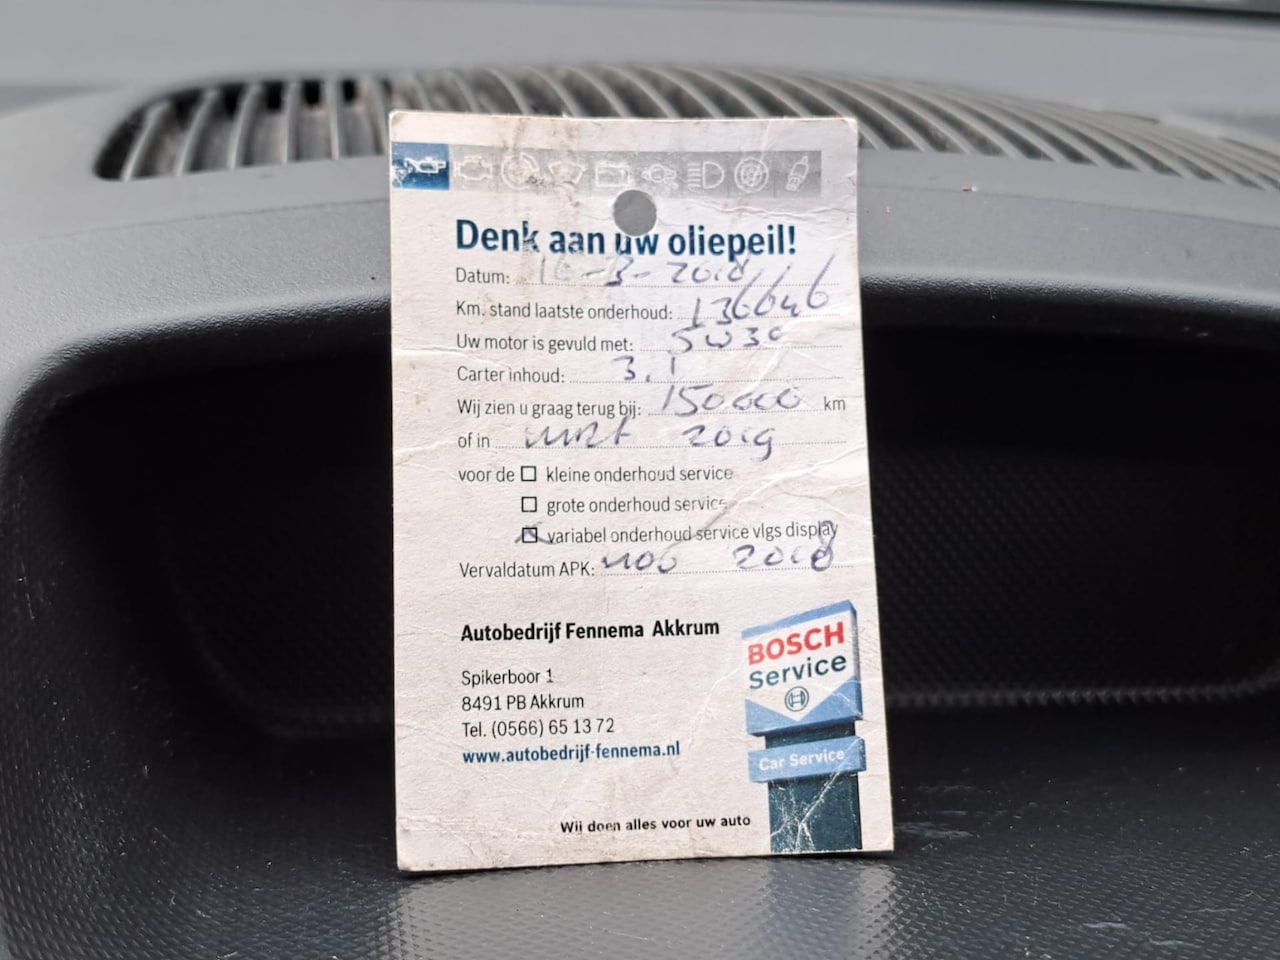 Denk aan uw oliepeil!
Datum: 16-3-2018
Km. stand laatste onderhoud: 136646
Uw motor is gevuld met: 5W30
Carter inhoud: 3.1
Wij zien u graag terug bij: 150000 km
of in mrt 2019
voor de kleine onderhoud service
grote onderhoud service
variabel onderhoud service vlgs display
Vervaldatum APK: nov 2018
Autobedrijf Fennema Akkrum
Spikerboor 1
8491 PB Akkrum
Tel. (0566) 65 13 72
www.autobedrijf-fennema.nl
BOSCH
Service
Car Service
Wij doen alles voor uw auto